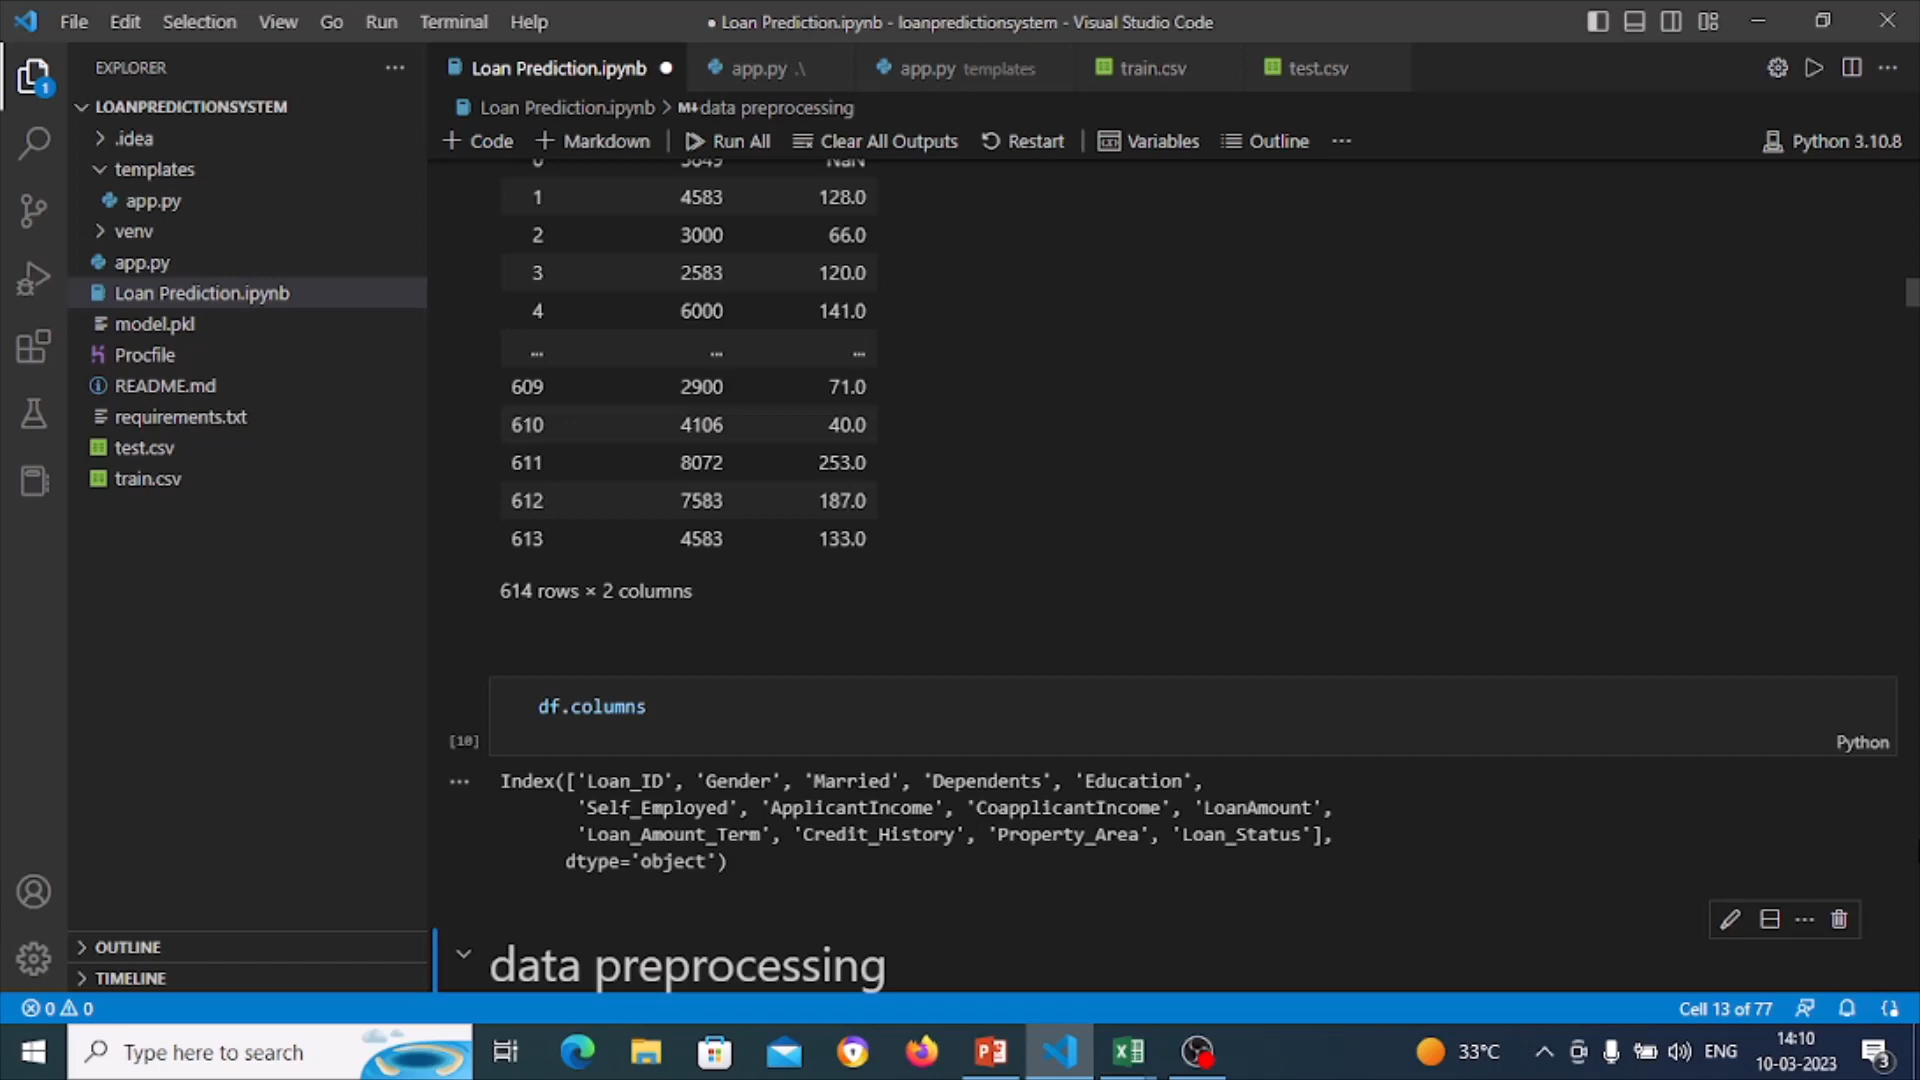 File Edit Selection View Go Run Terminal Help
● Loan Prediction.ipynb - loanpredictionsystem - Visual Studio Code
EXPLORER
LOANPREDICTIONSYSTEM
.idea
templates
app.py
venv
app.py
Loan Prediction.ipynb
model.pkl
Procfile
README.md
requirements.txt
test.csv
train.csv
OUTLINE
TIMELINE
Loan Prediction.ipynb ●
app.py .\
app.py templates
train.csv
test.csv
Loan Prediction.ipynb > M↓data preprocessing
+ Code + Markdown Run All Clear All Outputs Restart Variables Outline ...
Python 3.10.8
0 5849 NaN
1 4583 128.0
2 3000 66.0
3 2583 120.0
4 6000 141.0
... ... ...
609 2900 71.0
610 4106 40.0
611 8072 253.0
612 7583 187.0
613 4583 133.0
614 rows × 2 columns
df.columns
[10]
Python
Index(['Loan_ID', 'Gender', 'Married', 'Dependents', 'Education',
'Self_Employed', 'ApplicantIncome', 'CoapplicantIncome', 'LoanAmount',
'Loan_Amount_Term', 'Credit_History', 'Property_Area', 'Loan_Status'],
dtype='object')
data preprocessing
0 0
Cell 13 of 77
Type here to search
33°C
ENG
14:10
10-03-2023
3
1